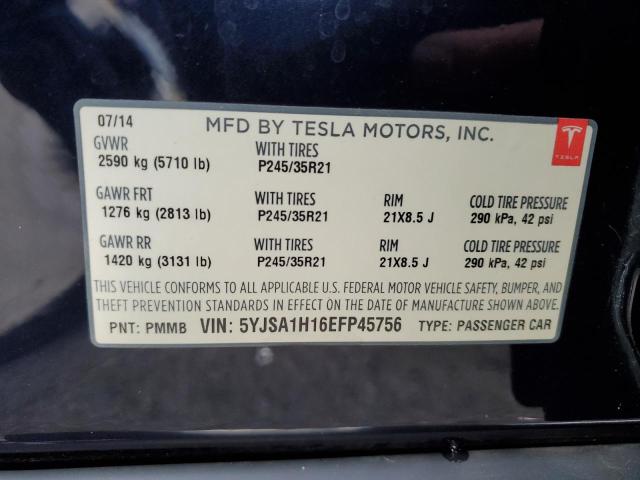 07/14 MFD BY TESLA MOTORS, INC.
TESLA
GVWR WITH TIRES
2590 kg (5710 lb) P245/35R21
GAWR FRT WITH TIRES RIM COLD TIRE PRESSURE
1276 kg (2813 lb) P245/35R21 21X8.5 J 290 kPa, 42 psi
GAWR RR WITH TIRES RIM COLD TIRE PRESSURE
1420 kg (3131 lb) P245/35R21 21X8.5 J 290 kPa, 42 psi
THIS VEHICLE CONFORMS TO ALL APPLICABLE U.S. FEDERAL MOTOR VEHICLE SAFETY, BUMPER, AND
THEFT PREVENTION STANDARDS IN EFFECT ON THE DATE OF MANUFACTURE SHOWN ABOVE.
PNT: PMMB VIN: 5YJSA1H16EFP45756 TYPE: PASSENGER CAR